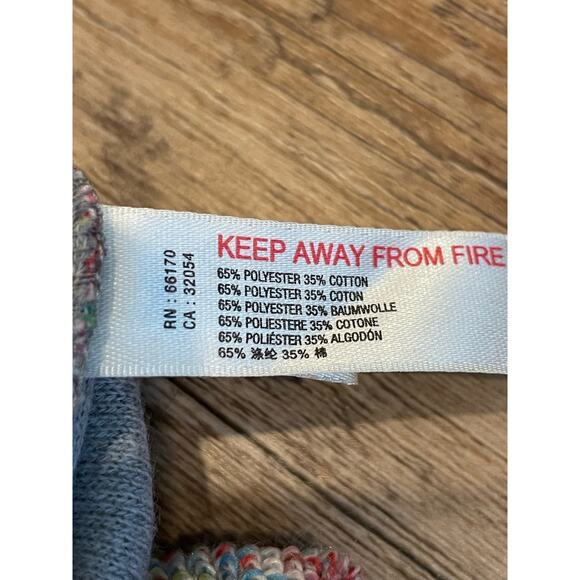 RN : 66170
CA : 32054
KEEP AWAY FROM FIRE
65% POLYESTER 35% COTTON
65% POLYESTER 35% COTON
65% POLYESTER 35% BAUMWOLLE
65% POLIESTERE 35% COTONE
65% POLIÉSTER 35% ALGODÓN
65% 涤纶 35% 棉